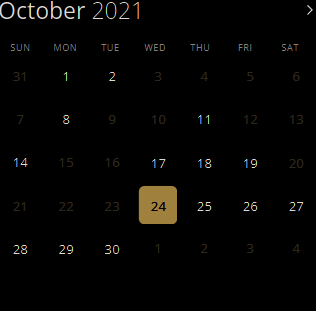 October 2021 >
SUN MON TUE WED THU FRI SAT
31 1 2 3 4 5 6
7 8 9 10 11 12 13
14 15 16 17 18 19 20
21 22 23 24 25 26 27
28 29 30 1 2 3 4